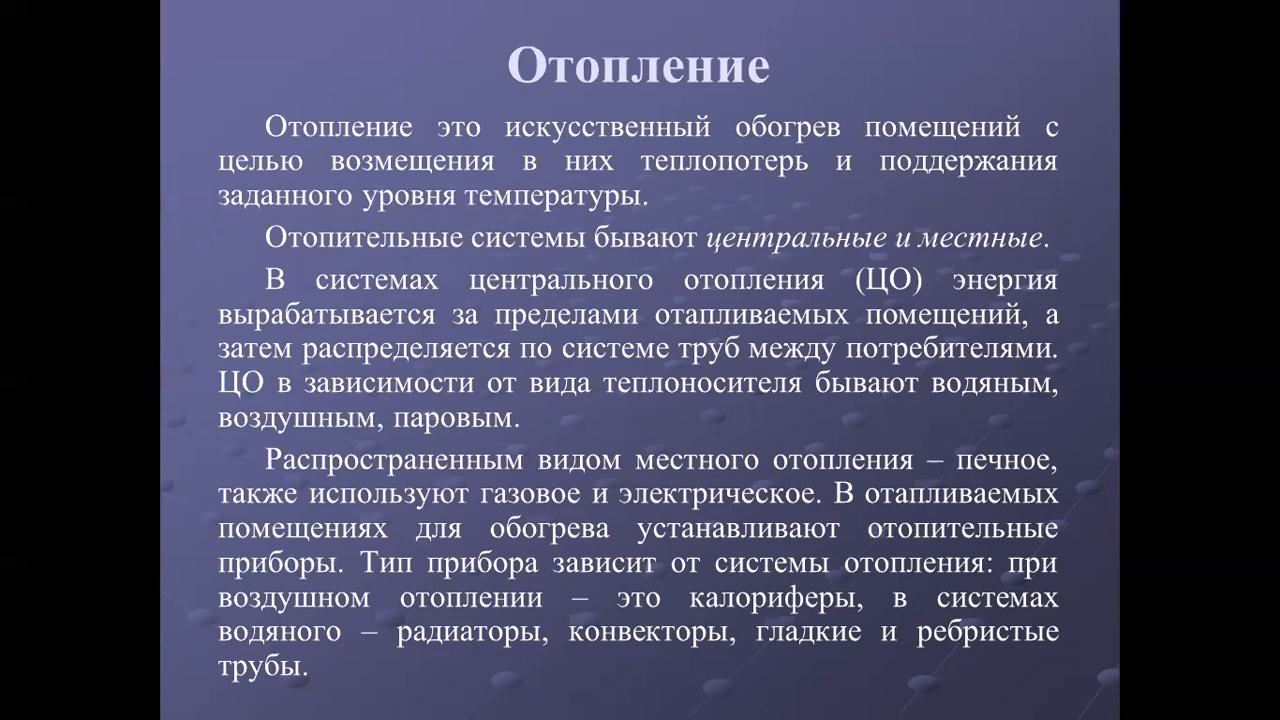 Отопление
Отопление это искусственный обогрев помещений с
целью возмещения в них теплопотерь и поддержания
заданного уровня температуры.
Отопительные системы бывают центральные и местные.
В системах центрального отопления (ЦО) энергия
вырабатывается за пределами отапливаемых помещений, а
затем распределяется по системе труб между потребителями.
ЦО в зависимости от вида теплоносителя бывают водяным,
воздушным, паровым.
Распространенным видом местного отопления – печное,
также используют газовое и электрическое. В отапливаемых
помещениях для обогрева устанавливают отопительные
приборы. Тип прибора зависит от системы отопления: при
воздушном отоплении – это калориферы, в системах
водяного – радиаторы, конвекторы, гладкие и ребристые
трубы.